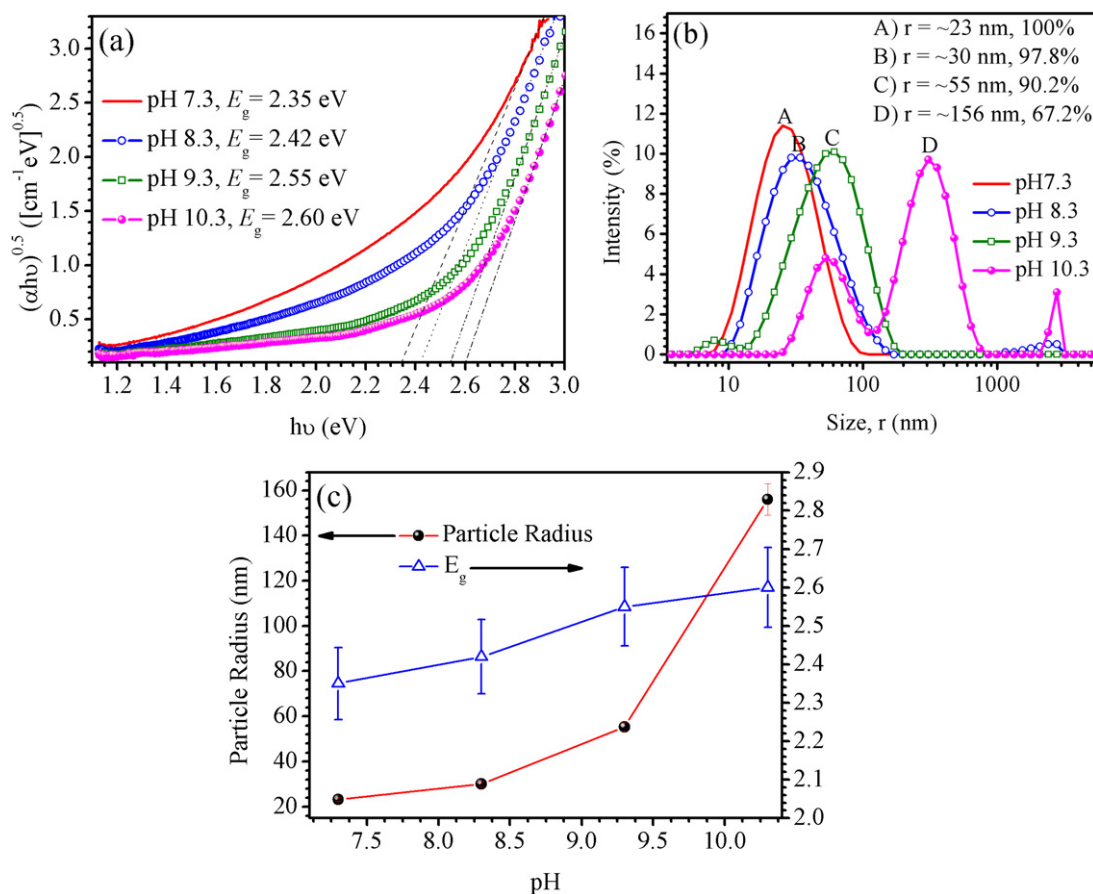 (a)
pH 7.3, Eg = 2.35 eV
pH 8.3, Eg = 2.42 eV
pH 9.3, Eg = 2.55 eV
pH 10.3, Eg = 2.60 eV
(αhυ)^0.5 ([cm⁻¹ eV]^0.5
3.0
2.5
2.0
1.5
1.0
0.5
1.2 1.4 1.6 1.8 2.0 2.2 2.4 2.6 2.8 3.0
hυ (eV)
(b)
A) r = ~23 nm, 100%
B) r = ~30 nm, 97.8%
C) r = ~55 nm, 90.2%
D) r = ~156 nm, 67.2%
A
B
C
D
pH7.3
pH 8.3
pH 9.3
pH 10.3
Intensity (%)
16
14
12
10
8
6
4
2
0
10 100 1000
Size, r (nm)
(c)
Particle Radius
Eg
Particle Radius (nm)
160
140
120
100
80
60
40
20
2.9
2.8
2.7
2.6
2.5
2.4
2.3
2.2
2.1
2.0
7.5 8.0 8.5 9.0 9.5 10.0
pH